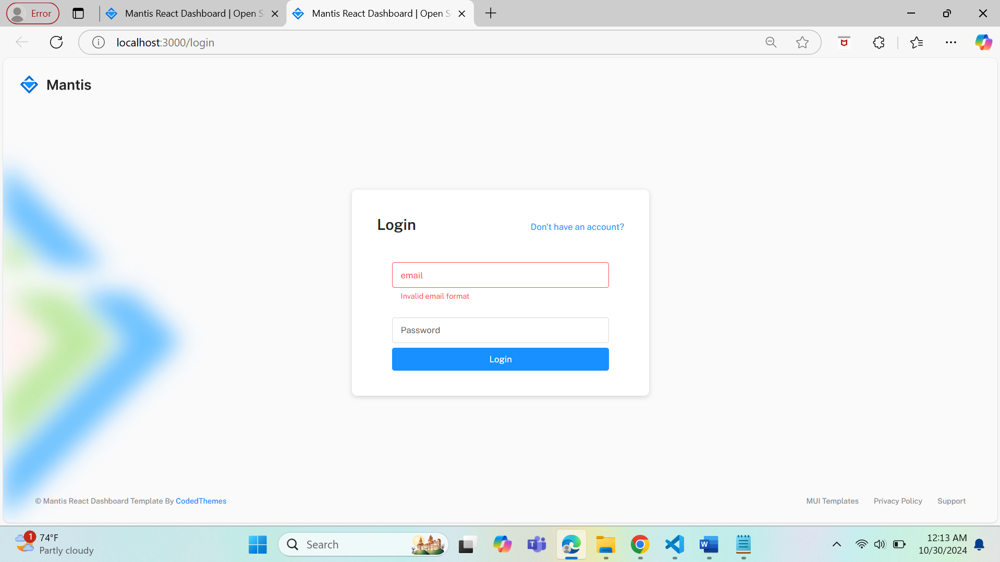 Error
Mantis React Dashboard | Open S
Mantis React Dashboard | Open S
localhost:3000/login
Mantis
Login
Don't have an account?
email
Invalid email format
Password
Login
© Mantis React Dashboard Template By CodedThemes
MUI Templates
Privacy Policy
Support
1
74°F
Partly cloudy
Search
T
W
12:13 AM
10/30/2024